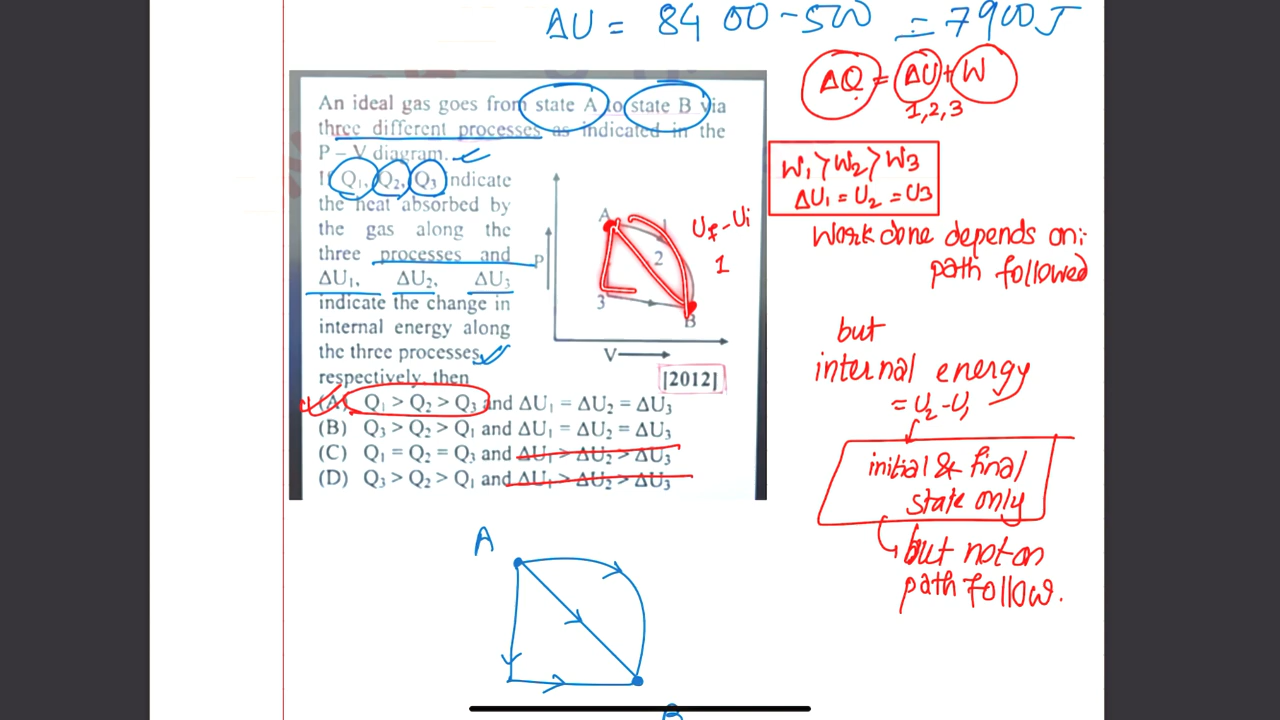 ΔU = 8400 - 500 = 7900J
ΔQ = ΔU + W
1,2,3
An ideal gas goes from state A to state B via
three different processes as indicated in the
P – V diagram.
If Q₁, Q₂, Q₃ indicate
the heat absorbed by
the gas along the
three processes and
ΔU₁, ΔU₂, ΔU₃
indicate the change in
internal energy along
the three processes
respectively, then
[2012]
(A) Q₁ > Q₂ > Q₃ and ΔU₁ = ΔU₂ = ΔU₃
(B) Q₃ > Q₂ > Q₁ and ΔU₁ = ΔU₂ = ΔU₃
(C) Q₁ = Q₂ = Q₃ and ΔU₁ > ΔU₂ > ΔU₃
(D) Q₃ > Q₂ > Q₁ and ΔU₁ > ΔU₂ > ΔU₃
A
1
2
3
B
P
V
Uf - Ui
1
W₁ > W₂ > W₃
ΔU₁ = U₂ = U₃
Work done depends on:
path followed
but
internal energy
= U₂ - U₁
initial & final
state only
but not on
path follow.
A
B